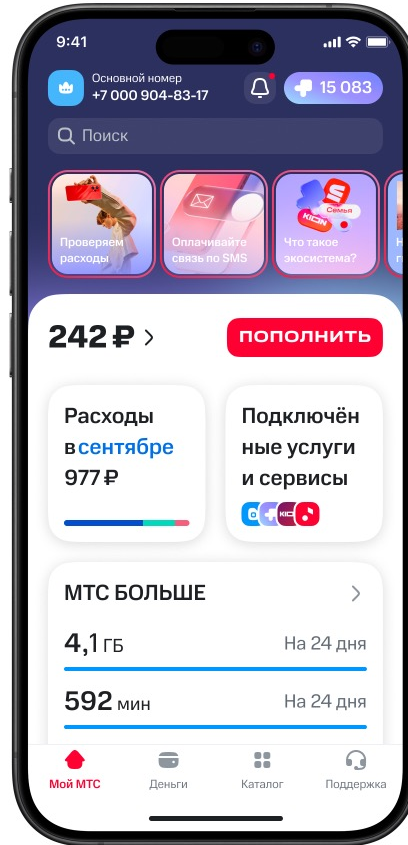 9:41
Основной номер
+7 000 904-83-17
15 083
Поиск
Проверяем
расходы
Оплачивайте
связь по SMS
Семья
KION
Что такое
экосистема?
242 ₽
ПОПОЛНИТЬ
Расходы
в сентябре
977 ₽
Подключён
ные услуги
и сервисы
МТС БОЛЬШЕ
4,1 ГБ
На 24 дня
592 мин
На 24 дня
Мой МТС
Деньги
Каталог
Поддержка